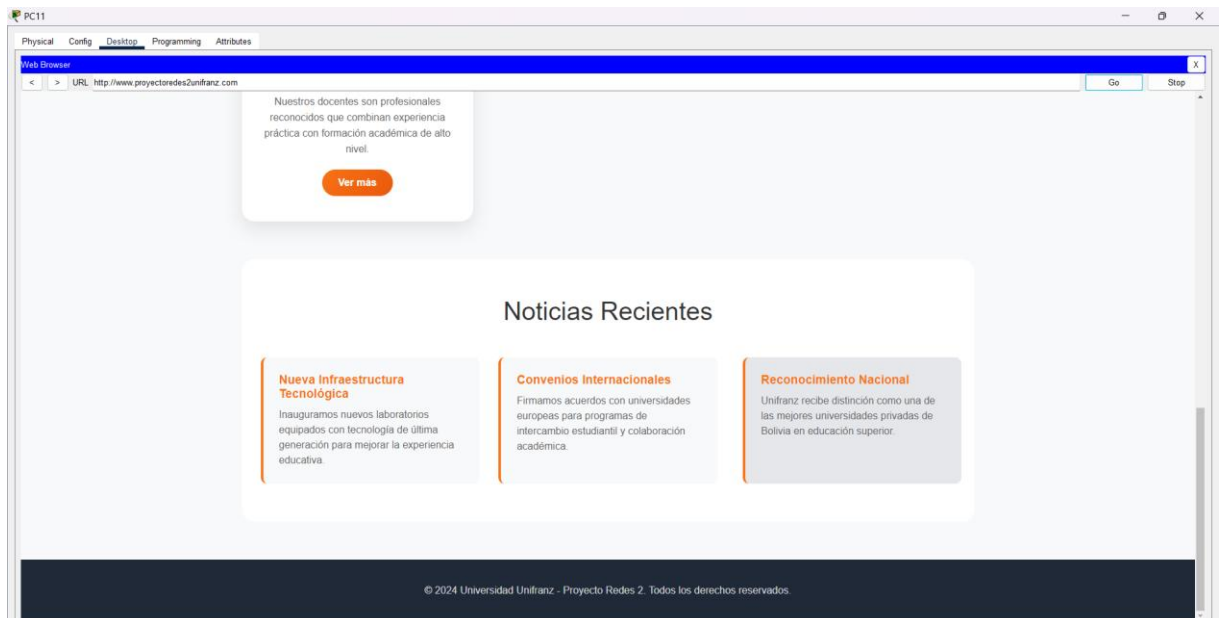 PC11
Physical Config Desktop Programming Attributes
Web Browser
X
< > URL http://www.proyectoredes2unifranz.com Go Stop
Nuestros docentes son profesionales
reconocidos que combinan experiencia
práctica con formación académica de alto
nivel.
Ver más
Noticias Recientes
Nueva Infraestructura
Tecnológica
Inauguramos nuevos laboratorios
equipados con tecnología de última
generación para mejorar la experiencia
educativa.
Convenios Internacionales
Firmamos acuerdos con universidades
europeas para programas de
intercambio estudiantil y colaboración
académica.
Reconocimiento Nacional
Unifranz recibe distinción como una de
las mejores universidades privadas de
Bolivia en educación superior.
© 2024 Universidad Unifranz - Proyecto Redes 2. Todos los derechos reservados.